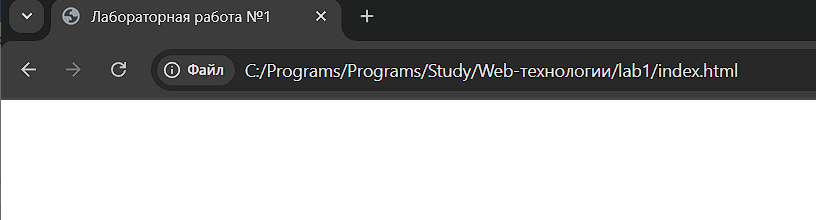 Лабораторная работа №1
Файл C:/Programs/Programs/Study/Web-технологии/lab1/index.html